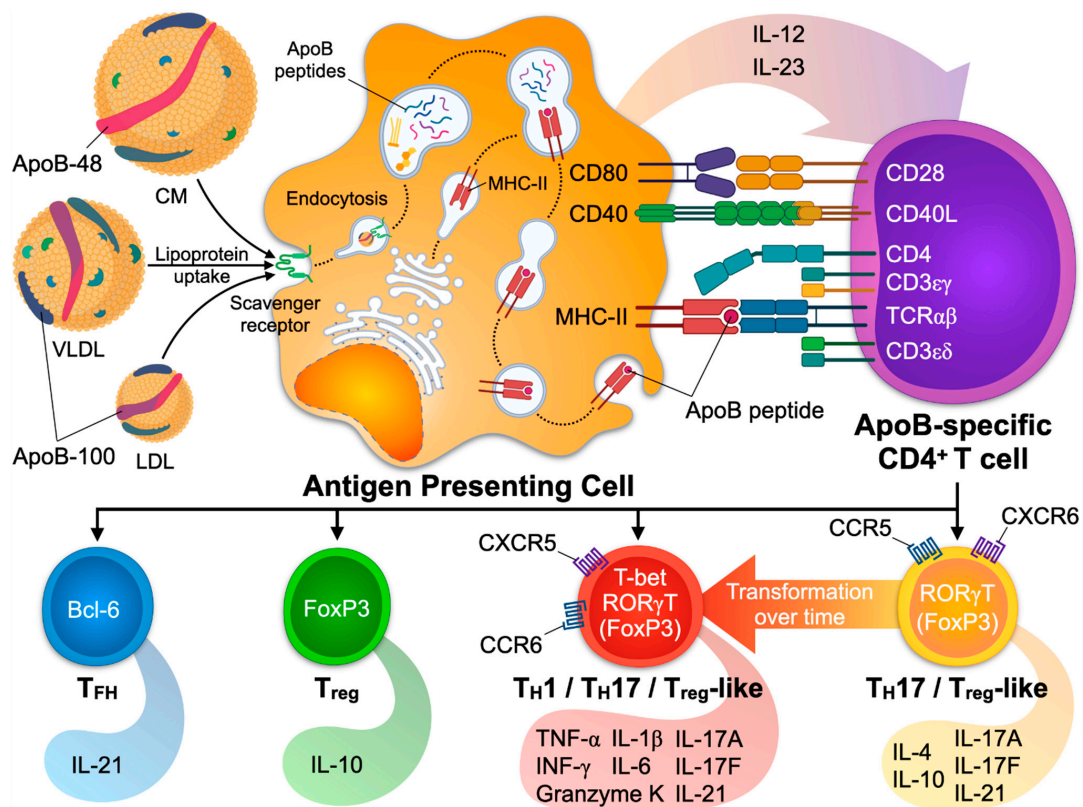 IL-12
IL-23
ApoB
peptides
ApoB-48
CM
MHC-II
Endocytosis
CD80
CD28
CD40
CD40L
Lipoprotein
uptake
Scavenger
receptor
VLDL
CD4
CD3εγ
MHC-II
TCRαβ
CD3εδ
ApoB peptide
ApoB-100
LDL
ApoB-specific
CD4+ T cell
Antigen Presenting Cell
CXCR5
CCR6
CCR5
CXCR6
Bcl-6
FoxP3
T-bet
RORγT
(FoxP3)
Transformation
over time
RORγT
(FoxP3)
TFH
Treg
TH1 / TH17 / Treg-like
TH17 / Treg-like
IL-21
IL-10
TNF-α IL-1β IL-17A
INF-γ IL-6 IL-17F
Granzyme K IL-21
IL-4
IL-10
IL-17A
IL-17F
IL-21